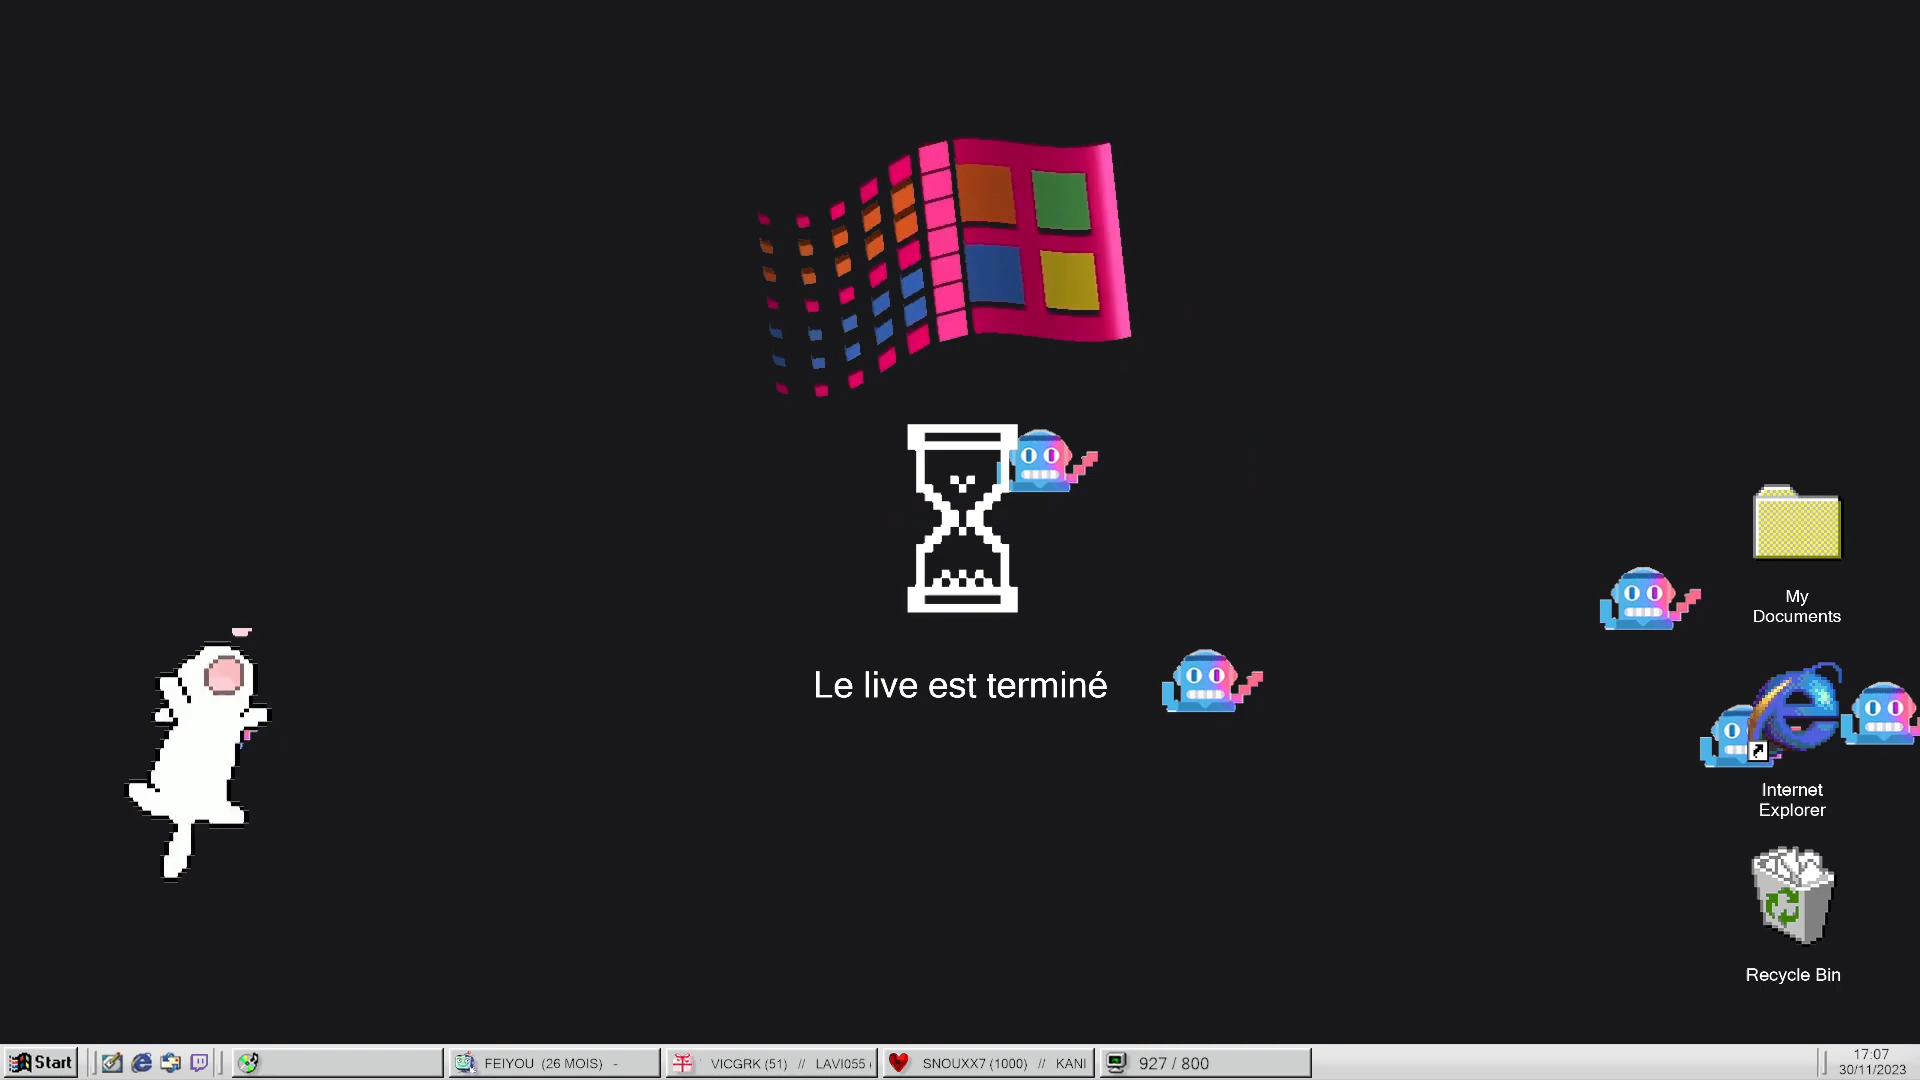 Le live est terminé
My
Documents
Internet
Explorer
Recycle Bin
Start
FEIYOU (26 MOIS) -
VICGRK (51) // LAVI055
SNOUXX7 (1000) // KANI
927 / 800
17:07
30/11/2023